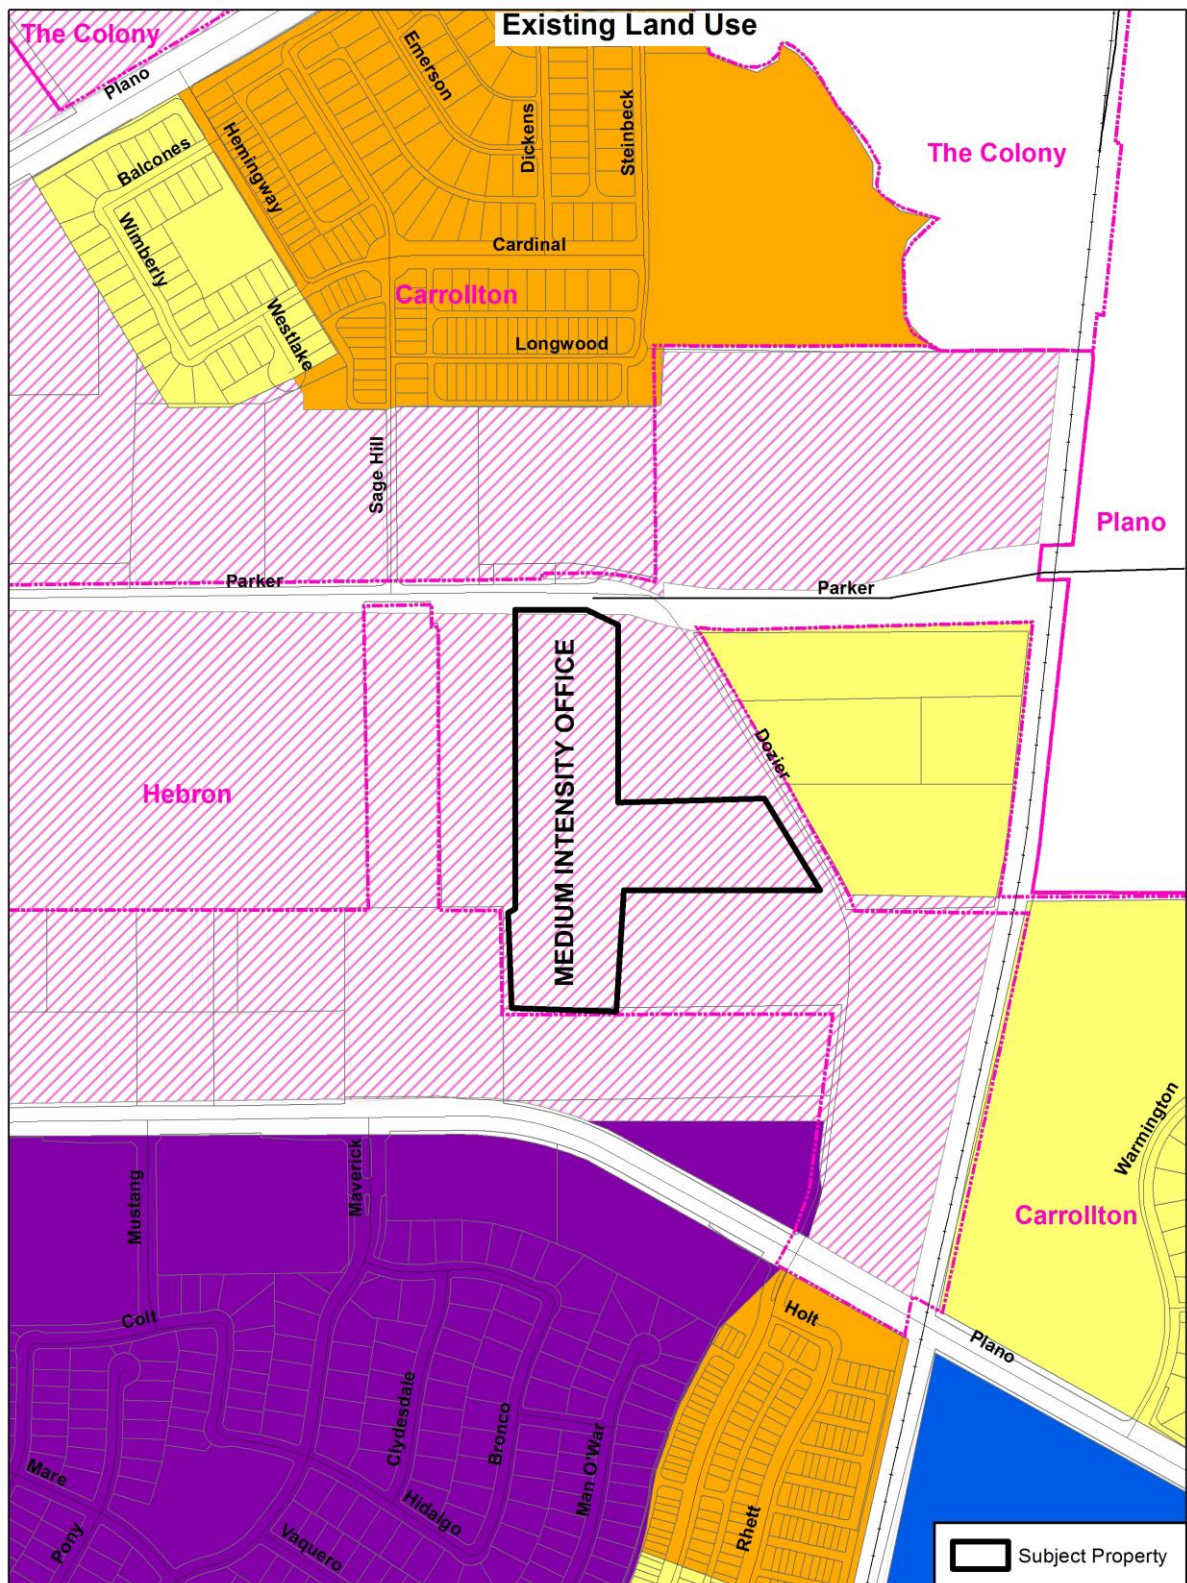 Existing Land Use
The Colony
Plano
Emerson
Dickens
Steinbeck
The Colony
Balcones
Hemingway
Wimberly
Cardinal
Carrollton
Westlake
Longwood
Sage Hill
Plano
Parker
Parker
MEDIUM INTENSITY OFFICE
Dozier
Hebron
Warmington
Mustang
Maverick
Carrollton
Colt
Holt
Plano
Clydesdale
Bronco
Man O'War
Mare
Hidalgo
Rhett
Pony
Vaquero
Subject Property